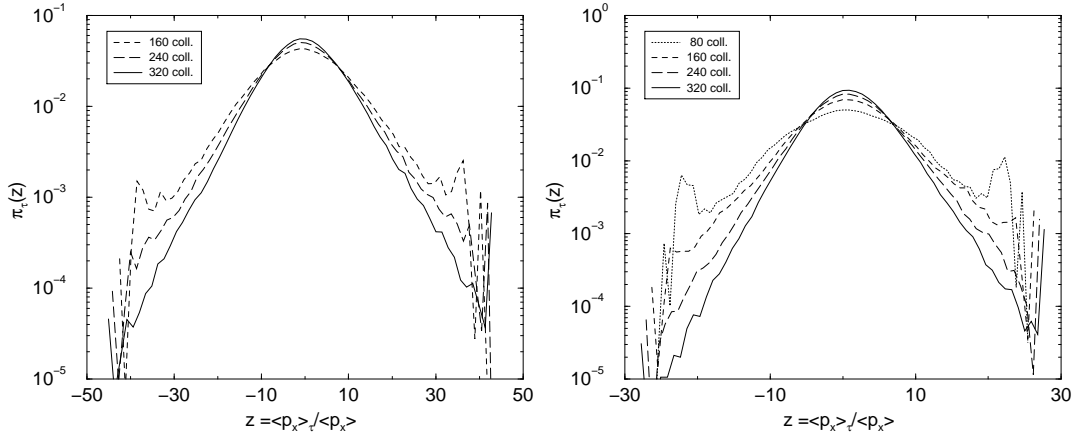 10⁻¹
10⁻²
10⁻³
10⁻⁴
10⁻⁵
π_τ(z)
160 coll.
240 coll.
320 coll.
−50
−30
−10
10
30
50
z =<p_x>_τ/<p_x>
10⁰
10⁻¹
10⁻²
10⁻³
10⁻⁴
10⁻⁵
π_τ(z)
80 coll.
160 coll.
240 coll.
320 coll.
−30
−10
10
30
z =<p_x>_τ/<p_x>